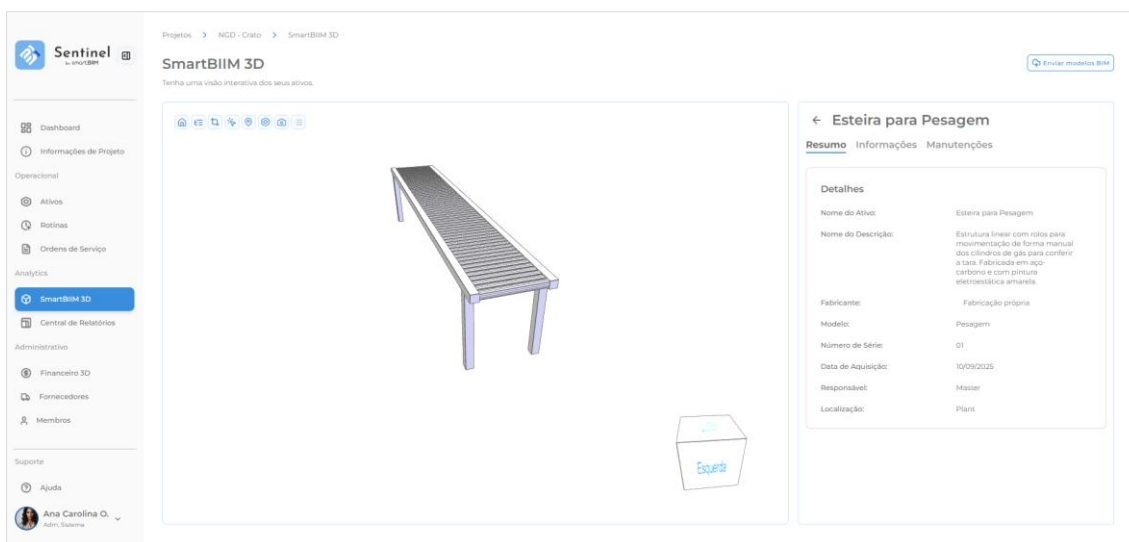 Sentinel
by smartBIM
Projetos > NGD - Crato > SmartBIIM 3D
SmartBIIM 3D
Tenha uma visão interativa dos seus ativos.
Enviar modelos BIM
Dashboard
Informações de Projeto
Operacional
Ativos
Rotinas
Ordens de Serviço
Analytics
SmartBIIM 3D
Central de Relatórios
Administrativo
Financeiro 3D
Fornecedores
Membros
Suporte
Ajuda
Ana Carolina O.
Adm. Sistema
Esquerda
← Esteira para Pesagem
Resumo Informações Manutenções
Detalhes
Nome do Ativo: Esteira para Pesagem
Nome do Descrição: Estrutura linear com rolos para
movimentação de forma manual
dos cilindros de gás para conferir
a tara. Fabricada em aço-
carbono e com pintura
eletroestática amarela.
Fabricante: Fabricação própria
Modelo: Pesagem
Número de Série: 01
Data de Aquisição: 10/09/2025
Responsável: Master
Localização: Plant